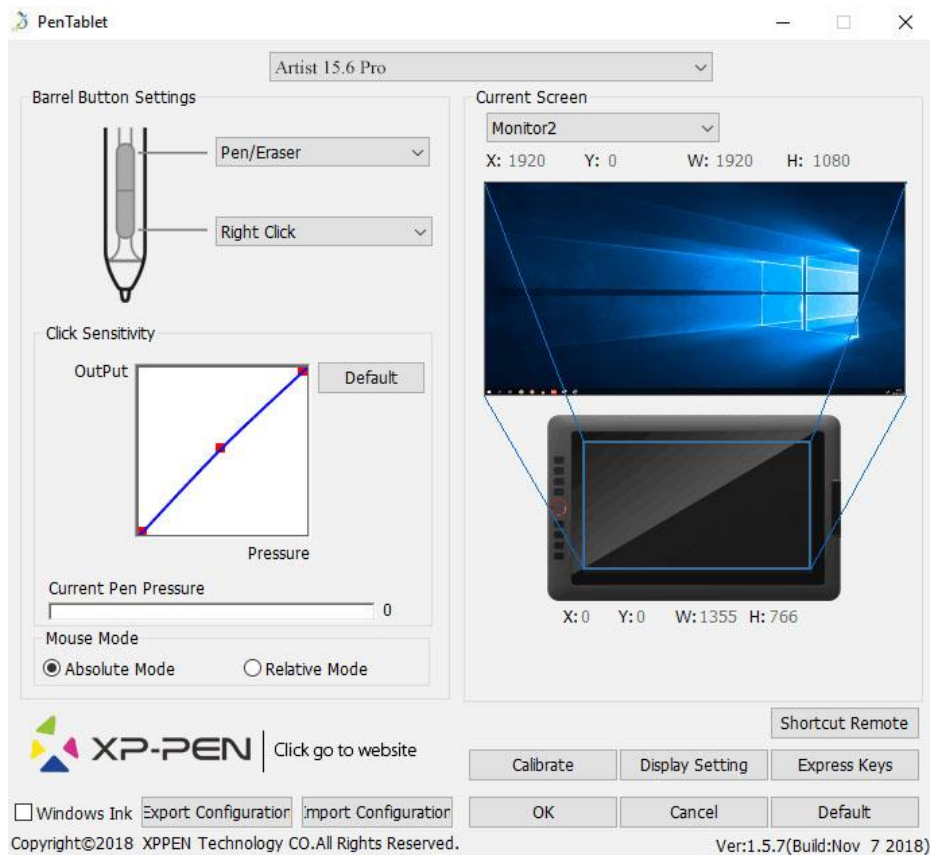 PenTablet
Artist 15.6 Pro
Barrel Button Settings
Pen/Eraser
Right Click
Click Sensitivity
OutPut
Default
Pressure
Current Pen Pressure
0
Mouse Mode
Absolute Mode
Relative Mode
Current Screen
Monitor2
X: 1920 Y: 0 W: 1920 H: 1080
X: 0 Y: 0 W: 1355 H: 766
XP-PEN Click go to website
Shortcut Remote
Calibrate Display Setting Express Keys
Windows Ink Export Configuration Import Configuration OK Cancel Default
Copyright©2018 XPPEN Technology CO.All Rights Reserved. Ver:1.5.7(Build:Nov 7 2018)